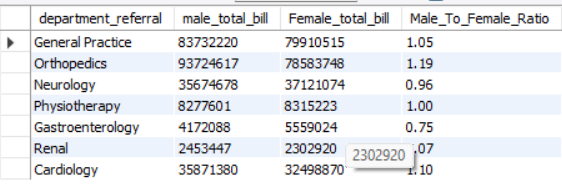 department_referral male_total_bill Female_total_bill Male_To_Female_Ratio
General Practice 83732220 79910515 1.05
Orthopedics 93724617 78583748 1.19
Neurology 35674678 37121074 0.96
Physiotherapy 8277601 8315223 1.00
Gastroenterology 4172088 5559024 0.75
Renal 2453447 2302920 .07
2302920
Cardiology 35871380 32498870 .10